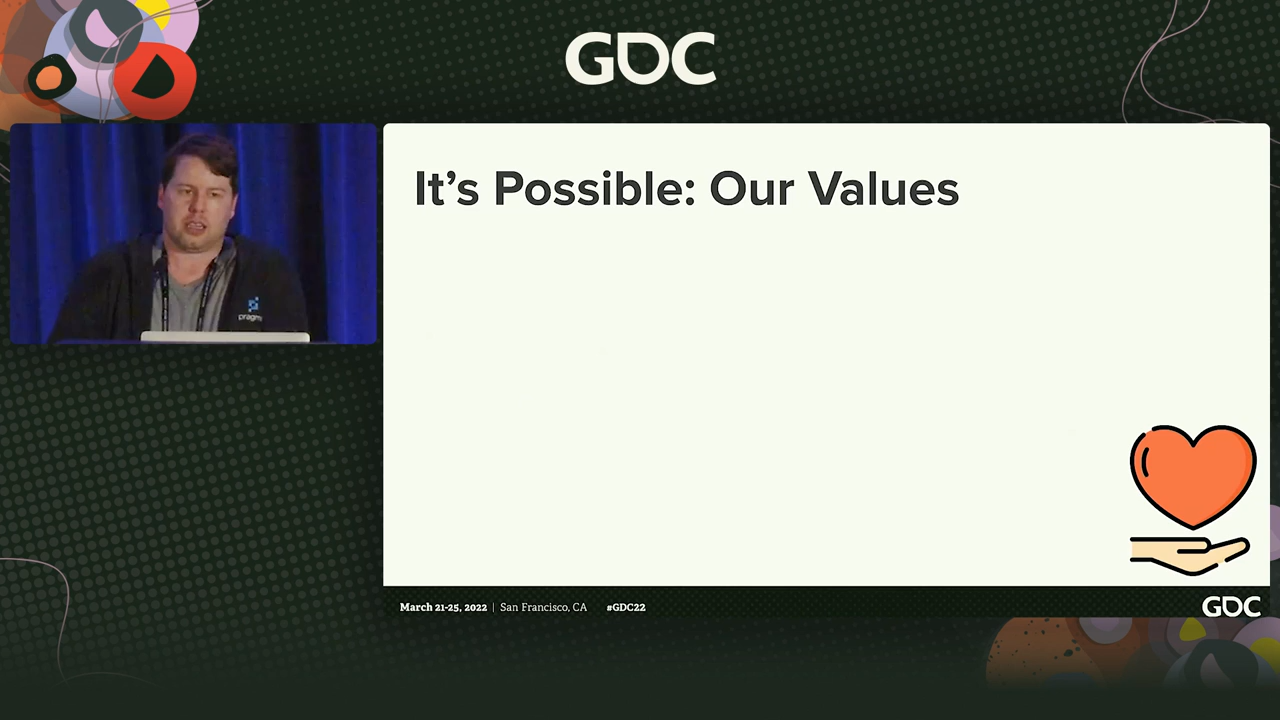 GDC
It's Possible: Our Values
March 21-25, 2022 | San Francisco, CA #GDC22
GDC